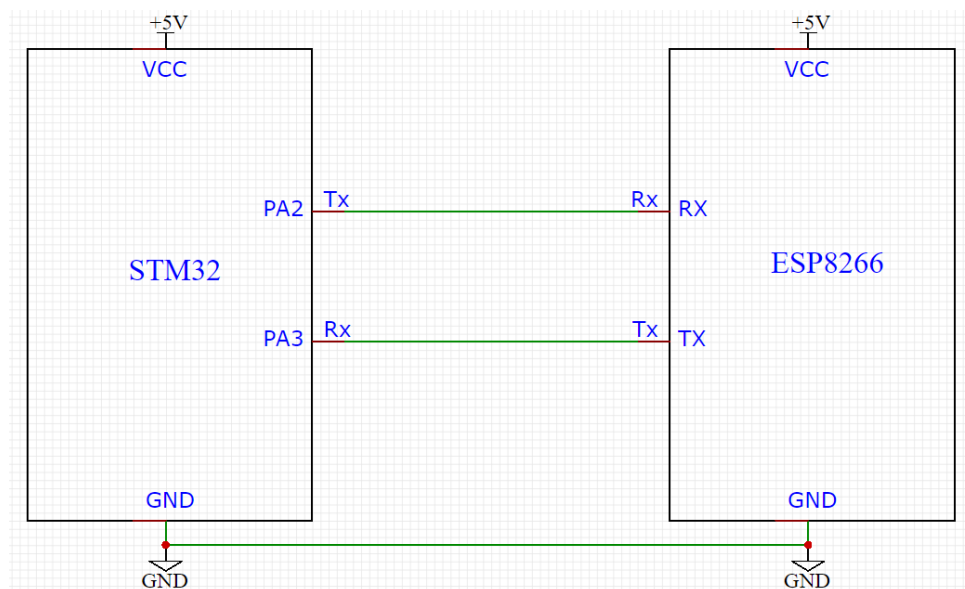 +5V +5V
VCC VCC
Tx Rx
PA2 RX
STM32 ESP8266
Rx Tx
PA3 TX
GND GND
GND GND